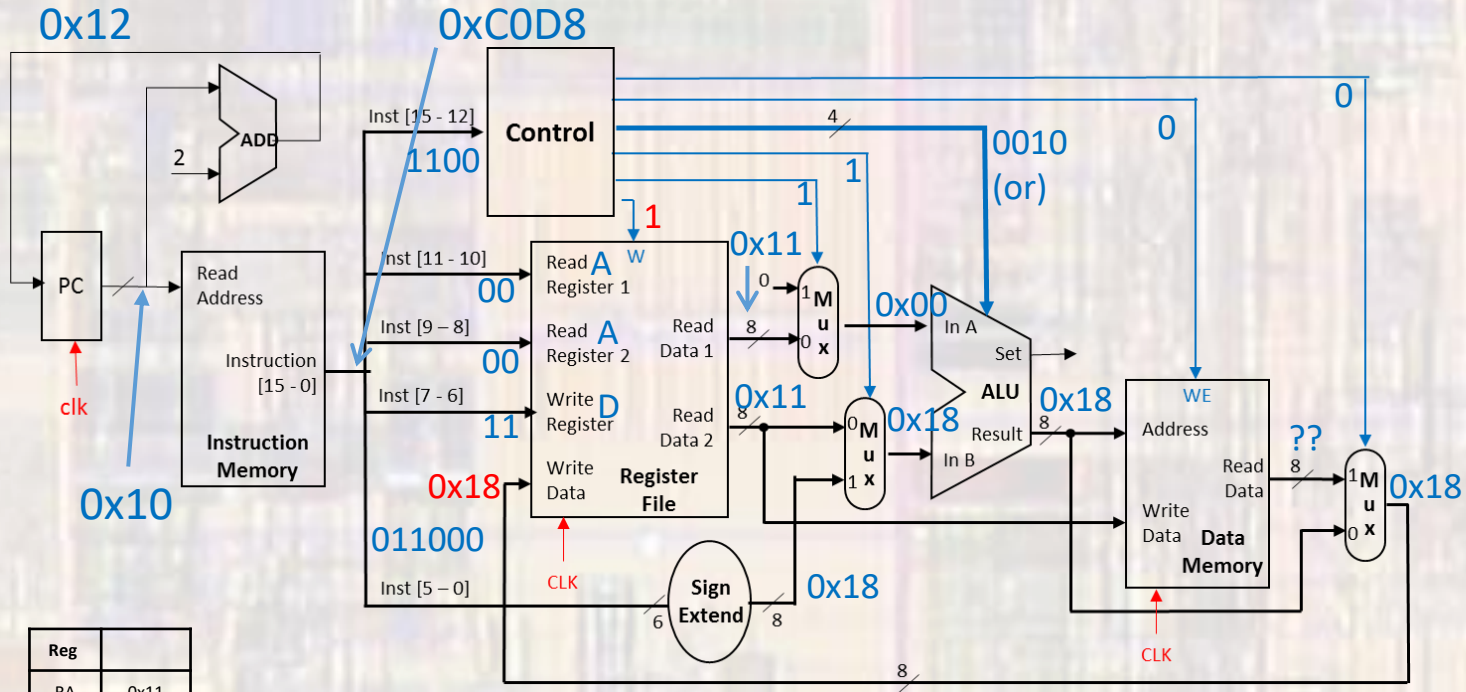 0x12
0xC0D8
0
Inst [15 - 12]
4
Control
0
ADD
0010
(or)
2
1100
1
1
1
PC
Read
Address
Inst [11 - 10]
00
Read A
Register 1
W
0x11
0
1
M
u
x
0
0x00
In A
Set
Inst [9 – 8]
00
Read A
Register 2
Read
Data 1
8
Instruction
[15 - 0]
clk
Inst [7 - 6]
11
Write D
Register
Read
Data 2
8
0x11
0
M
u
x
1
0x18
ALU
Result
8
0x18
In B
WE
Address
??
Read
Data
8
1
M
u
x
0
0x18
Instruction
Memory
0x10
0x18
Write
Data
Register
File
Write
Data
Data
Memory
011000
CLK
Inst [5 – 0]
6
Sign
Extend
8
0x18
CLK
Reg
RA
0x11
8